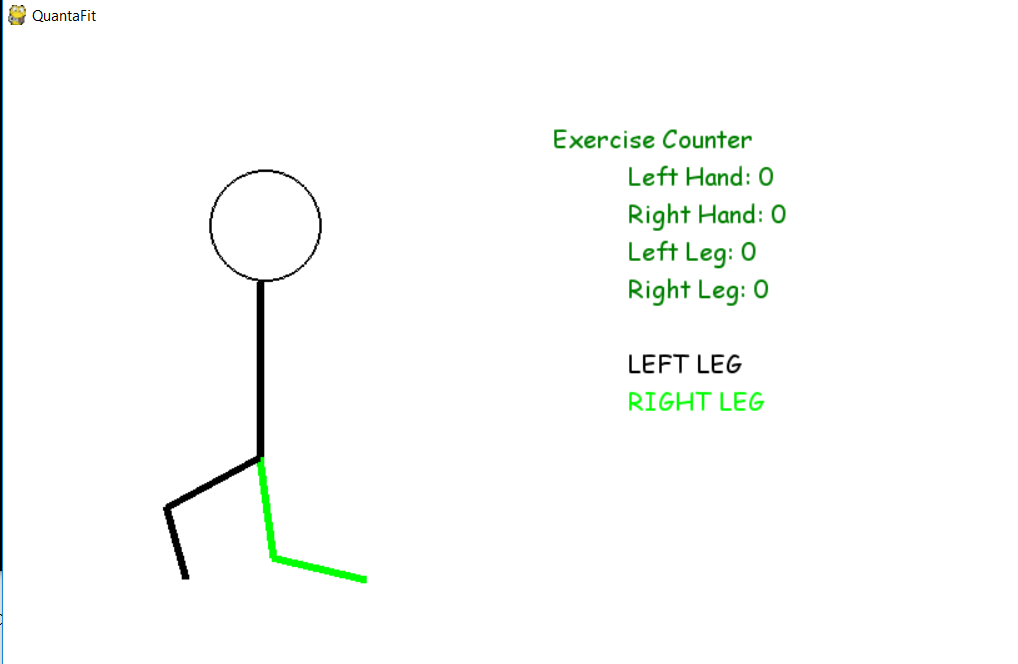 QuantaFit
Exercise Counter
Left Hand: 0
Right Hand: 0
Left Leg: 0
Right Leg: 0
LEFT LEG
RIGHT LEG